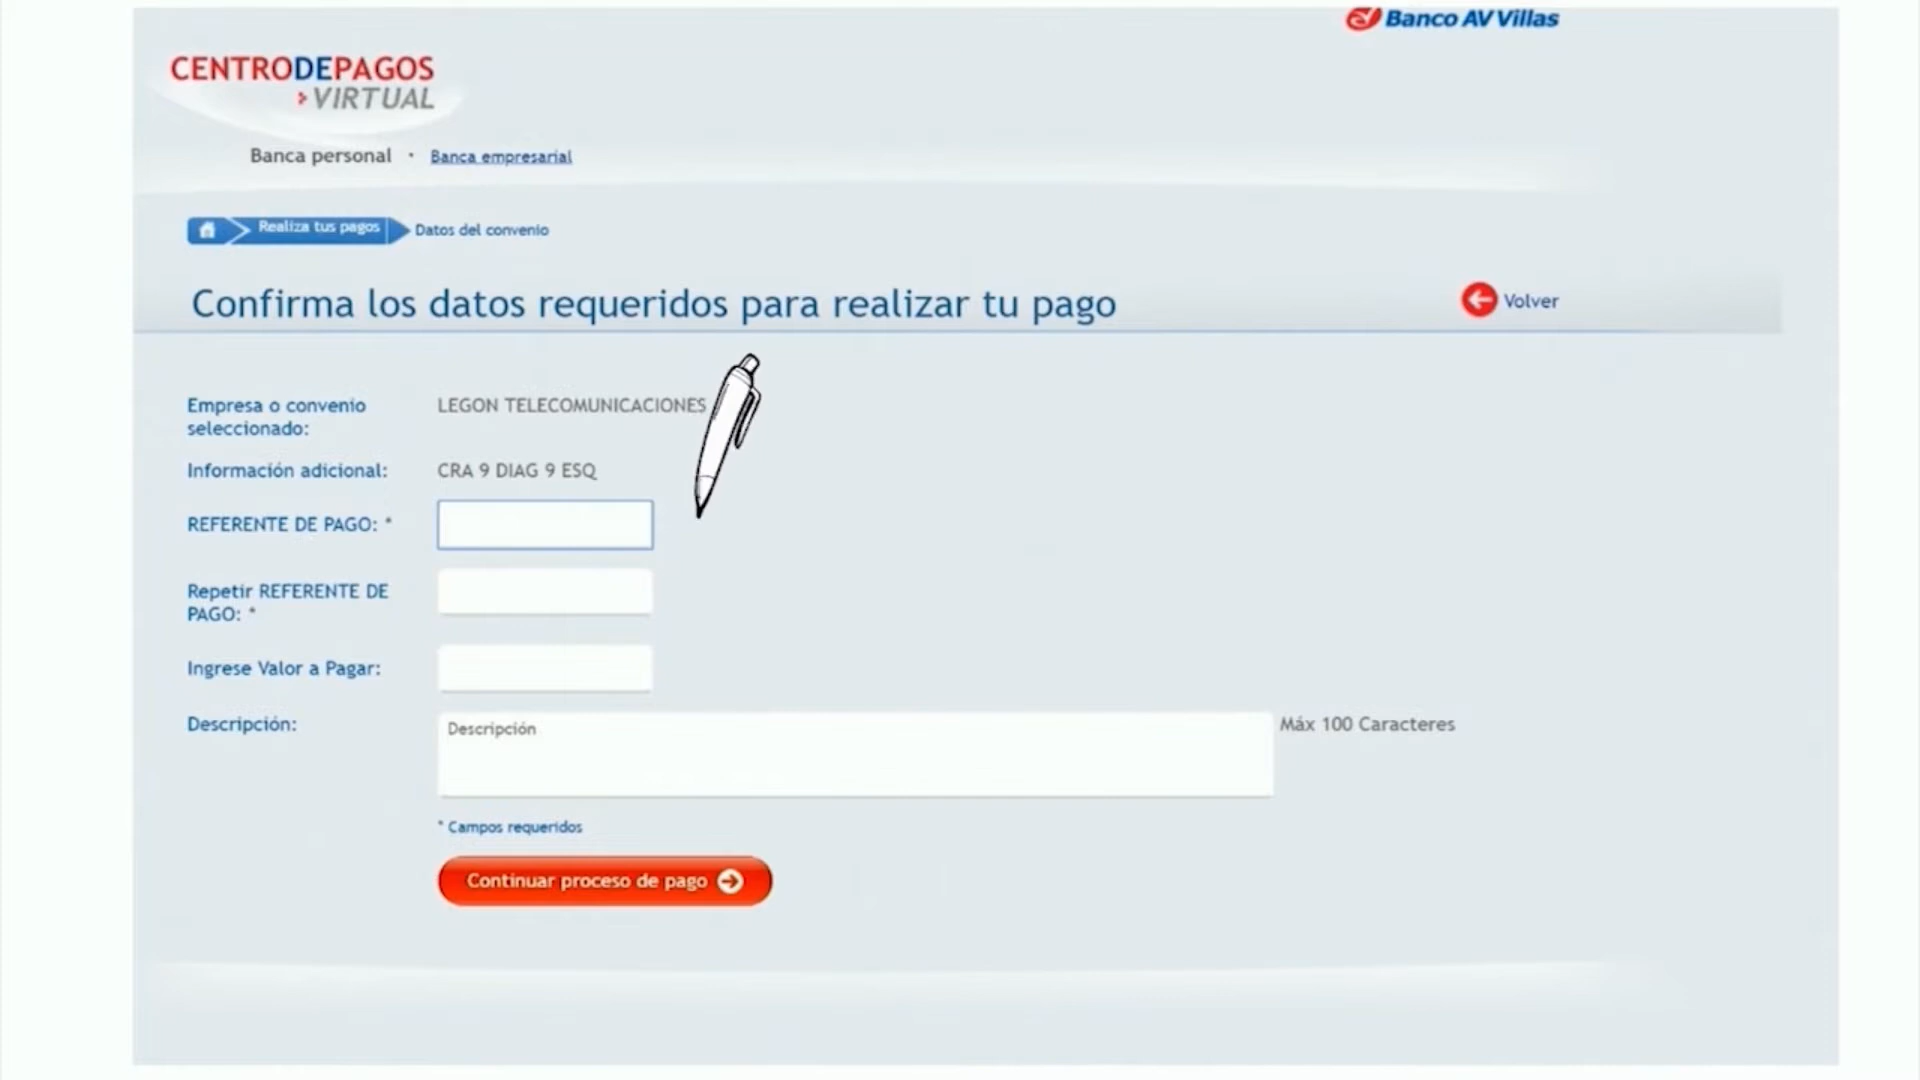 Banco AV Villas
CENTRODEPAGOS
VIRTUAL
Banca personal · Banca empresarial
Realiza tus pagos Datos del convenio
Confirma los datos requeridos para realizar tu pago
Volver
Empresa o convenio
seleccionado:
LEGON TELECOMUNICACIONES
Información adicional: CRA 9 DIAG 9 ESQ
REFERENTE DE PAGO: *
Repetir REFERENTE DE
PAGO: *
Ingrese Valor a Pagar:
Descripción: Descripción Máx 100 Caracteres
* Campos requeridos
Continuar proceso de pago